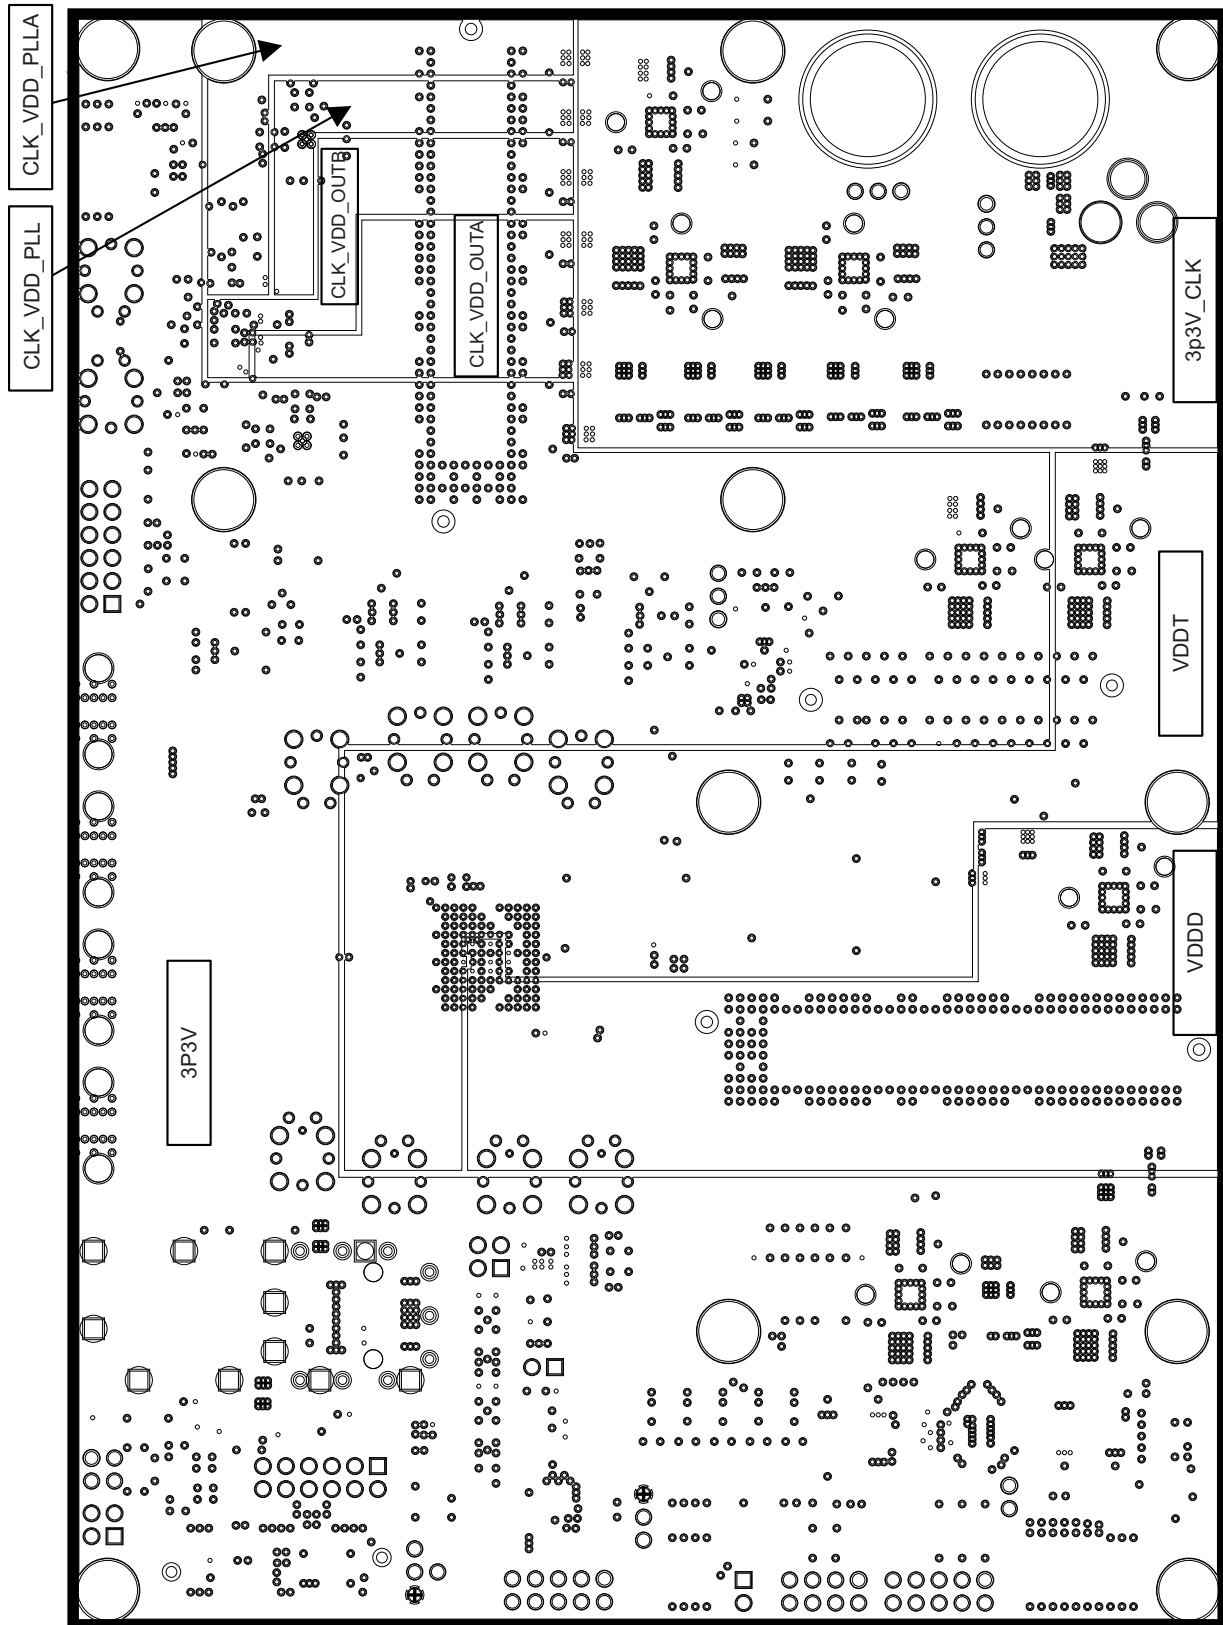 CLK_VDD_PLLA
CLK_VDD_PLL
CLK_VDD_OUTB
CLK_VDD_OUTA
3p3V_CLK
VDDT
VDDD
3P3V